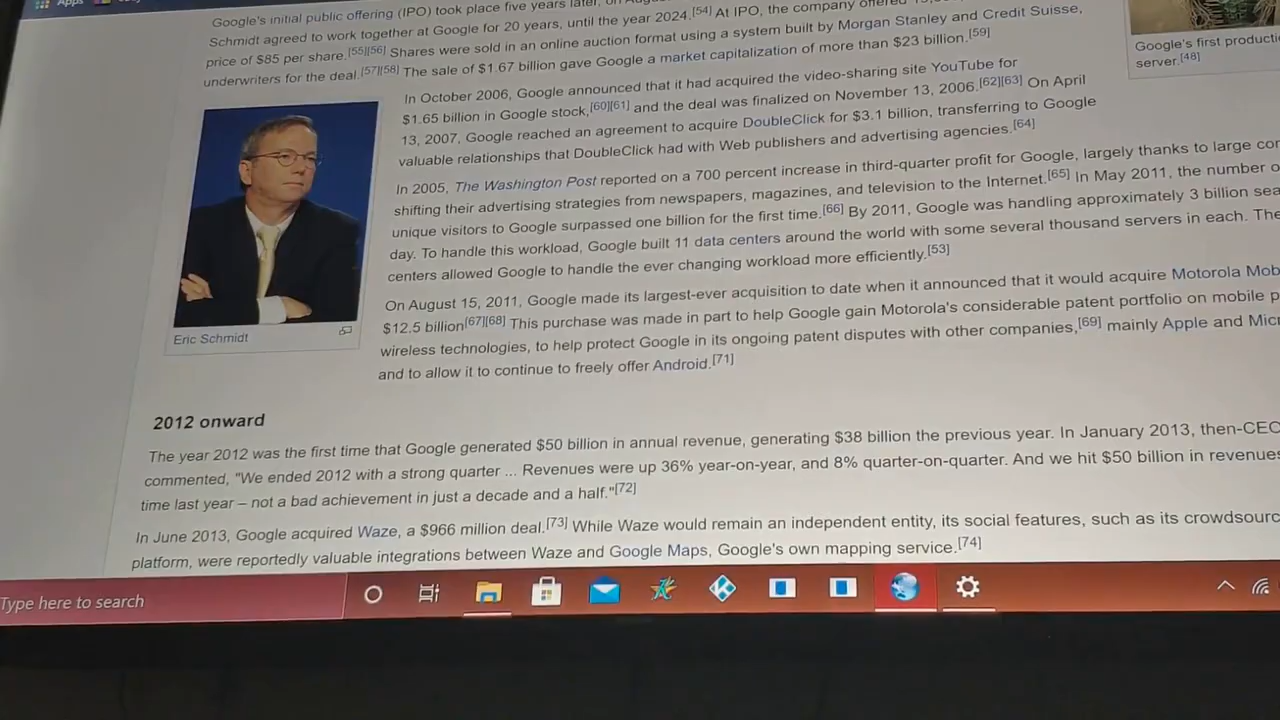 Apps
Google's initial public offering (IPO) took place five years later, on
Schmidt agreed to work together at Google for 20 years, until the year 2024.[54] At IPO, the company offered
price of $85 per share.[55][56] Shares were sold in an online auction format using a system built by Morgan Stanley and Credit Suisse,
underwriters for the deal.[57][58] The sale of $1.67 billion gave Google a market capitalization of more than $23 billion.[59]
Google's first producti
server.[48]
In October 2006, Google announced that it had acquired the video-sharing site YouTube for
$1.65 billion in Google stock,[60][61] and the deal was finalized on November 13, 2006.[62][63] On April
13, 2007, Google reached an agreement to acquire DoubleClick for $3.1 billion, transferring to Google
valuable relationships that DoubleClick had with Web publishers and advertising agencies.[64]
In 2005, The Washington Post reported on a 700 percent increase in third-quarter profit for Google, largely thanks to large cor
shifting their advertising strategies from newspapers, magazines, and television to the Internet.[65] In May 2011, the number o
unique visitors to Google surpassed one billion for the first time.[66] By 2011, Google was handling approximately 3 billion sea
day. To handle this workload, Google built 11 data centers around the world with some several thousand servers in each. The
centers allowed Google to handle the ever changing workload more efficiently.[53]
On August 15, 2011, Google made its largest-ever acquisition to date when it announced that it would acquire Motorola Mob
$12.5 billion[67][68] This purchase was made in part to help Google gain Motorola's considerable patent portfolio on mobile p
wireless technologies, to help protect Google in its ongoing patent disputes with other companies,[69] mainly Apple and Micr
and to allow it to continue to freely offer Android.[71]
Eric Schmidt
2012 onward
The year 2012 was the first time that Google generated $50 billion in annual revenue, generating $38 billion the previous year. In January 2013, then-CEO
commented, "We ended 2012 with a strong quarter ... Revenues were up 36% year-on-year, and 8% quarter-on-quarter. And we hit $50 billion in revenues
time last year – not a bad achievement in just a decade and a half."[72]
In June 2013, Google acquired Waze, a $966 million deal.[73] While Waze would remain an independent entity, its social features, such as its crowdsourc
platform, were reportedly valuable integrations between Waze and Google Maps, Google's own mapping service.[74]
Type here to search